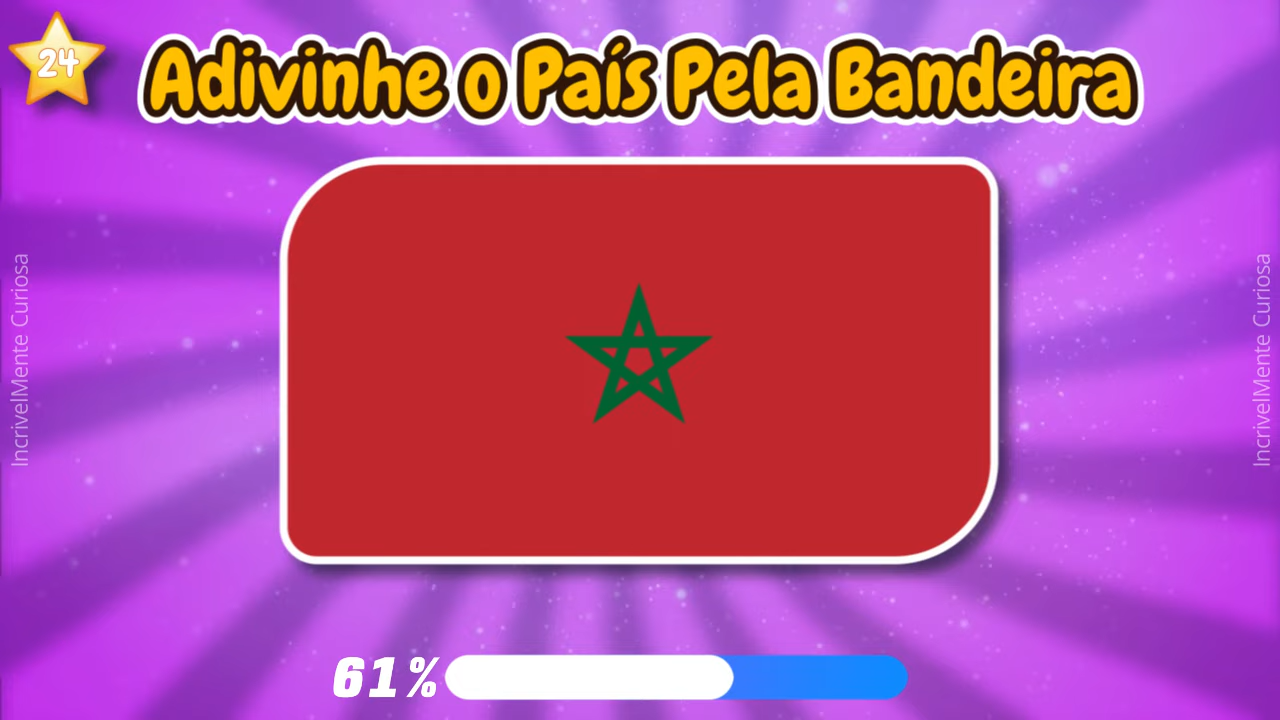 24
Adivinhe o País Pela Bandeira
IncrivelMente Curiosa
IncrivelMente Curiosa
61%